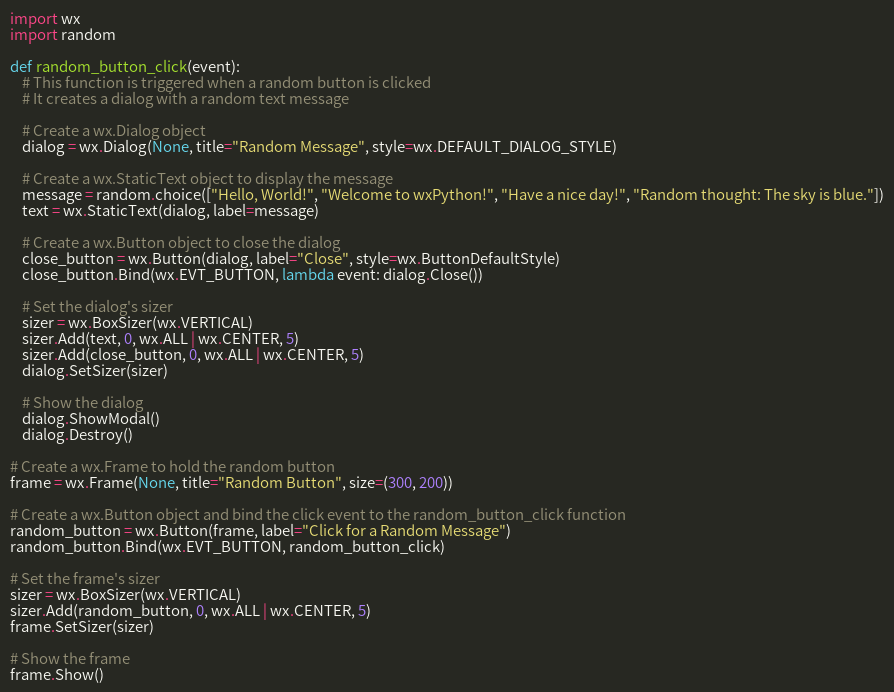 import wx
import random

def random_button_click(event):
    # This function is triggered when a random button is clicked
    # It creates a dialog with a random text message

    # Create a wx.Dialog object
    dialog = wx.Dialog(None, title="Random Message", style=wx.DEFAULT_DIALOG_STYLE)

    # Create a wx.StaticText object to display the message
    message = random.choice(["Hello, World!", "Welcome to wxPython!", "Have a nice day!", "Random thought: The sky is blue."])
    text = wx.StaticText(dialog, label=message)

    # Create a wx.Button object to close the dialog
    close_button = wx.Button(dialog, label="Close", style=wx.ButtonDefaultStyle)
    close_button.Bind(wx.EVT_BUTTON, lambda event: dialog.Close())

    # Set the dialog's sizer
    sizer = wx.BoxSizer(wx.VERTICAL)
    sizer.Add(text, 0, wx.ALL | wx.CENTER, 5)
    sizer.Add(close_button, 0, wx.ALL | wx.CENTER, 5)
    dialog.SetSizer(sizer)

    # Show the dialog
    dialog.ShowModal()
    dialog.Destroy()

# Create a wx.Frame to hold the random button
frame = wx.Frame(None, title="Random Button", size=(300, 200))

# Create a wx.Button object and bind the click event to the random_button_click function
random_button = wx.Button(frame, label="Click for a Random Message")
random_button.Bind(wx.EVT_BUTTON, random_button_click)

# Set the frame's sizer
sizer = wx.BoxSizer(wx.VERTICAL)
sizer.Add(random_button, 0, wx.ALL | wx.CENTER, 5)
frame.SetSizer(sizer)

# Show the frame
frame.Show()